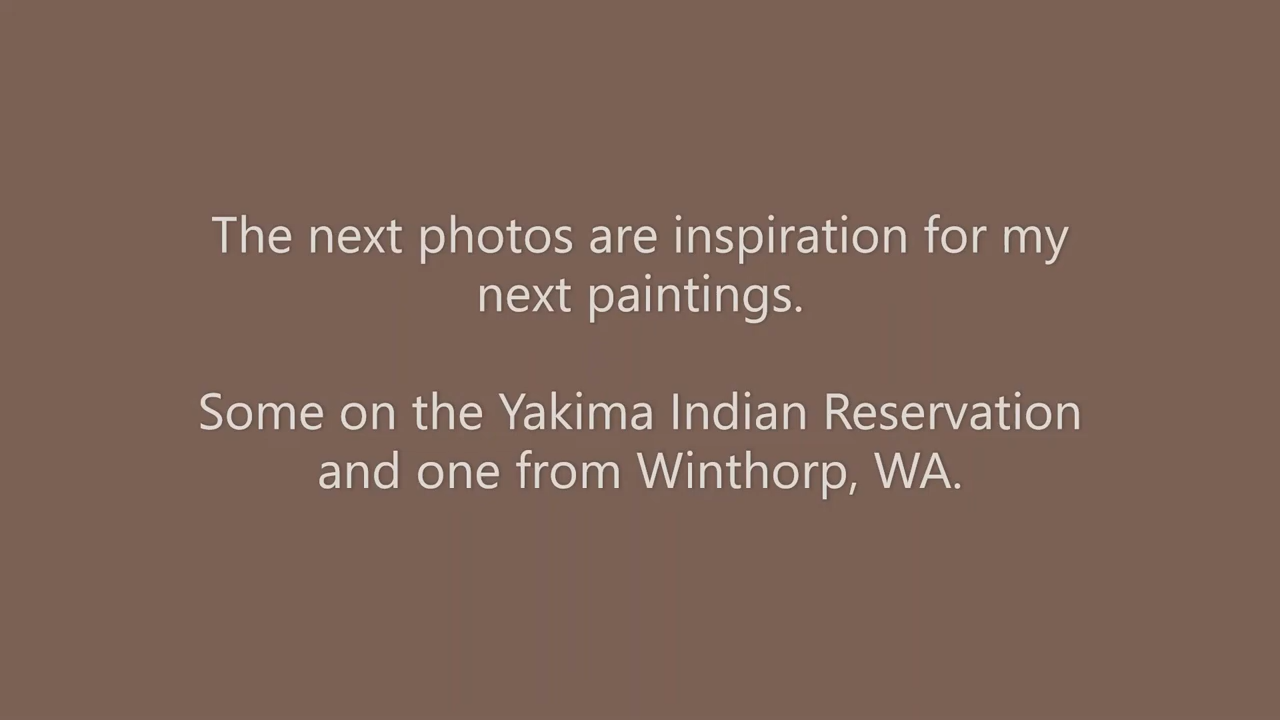 The next photos are inspiration for my
next paintings.
Some on the Yakima Indian Reservation
and one from Winthorp, WA.